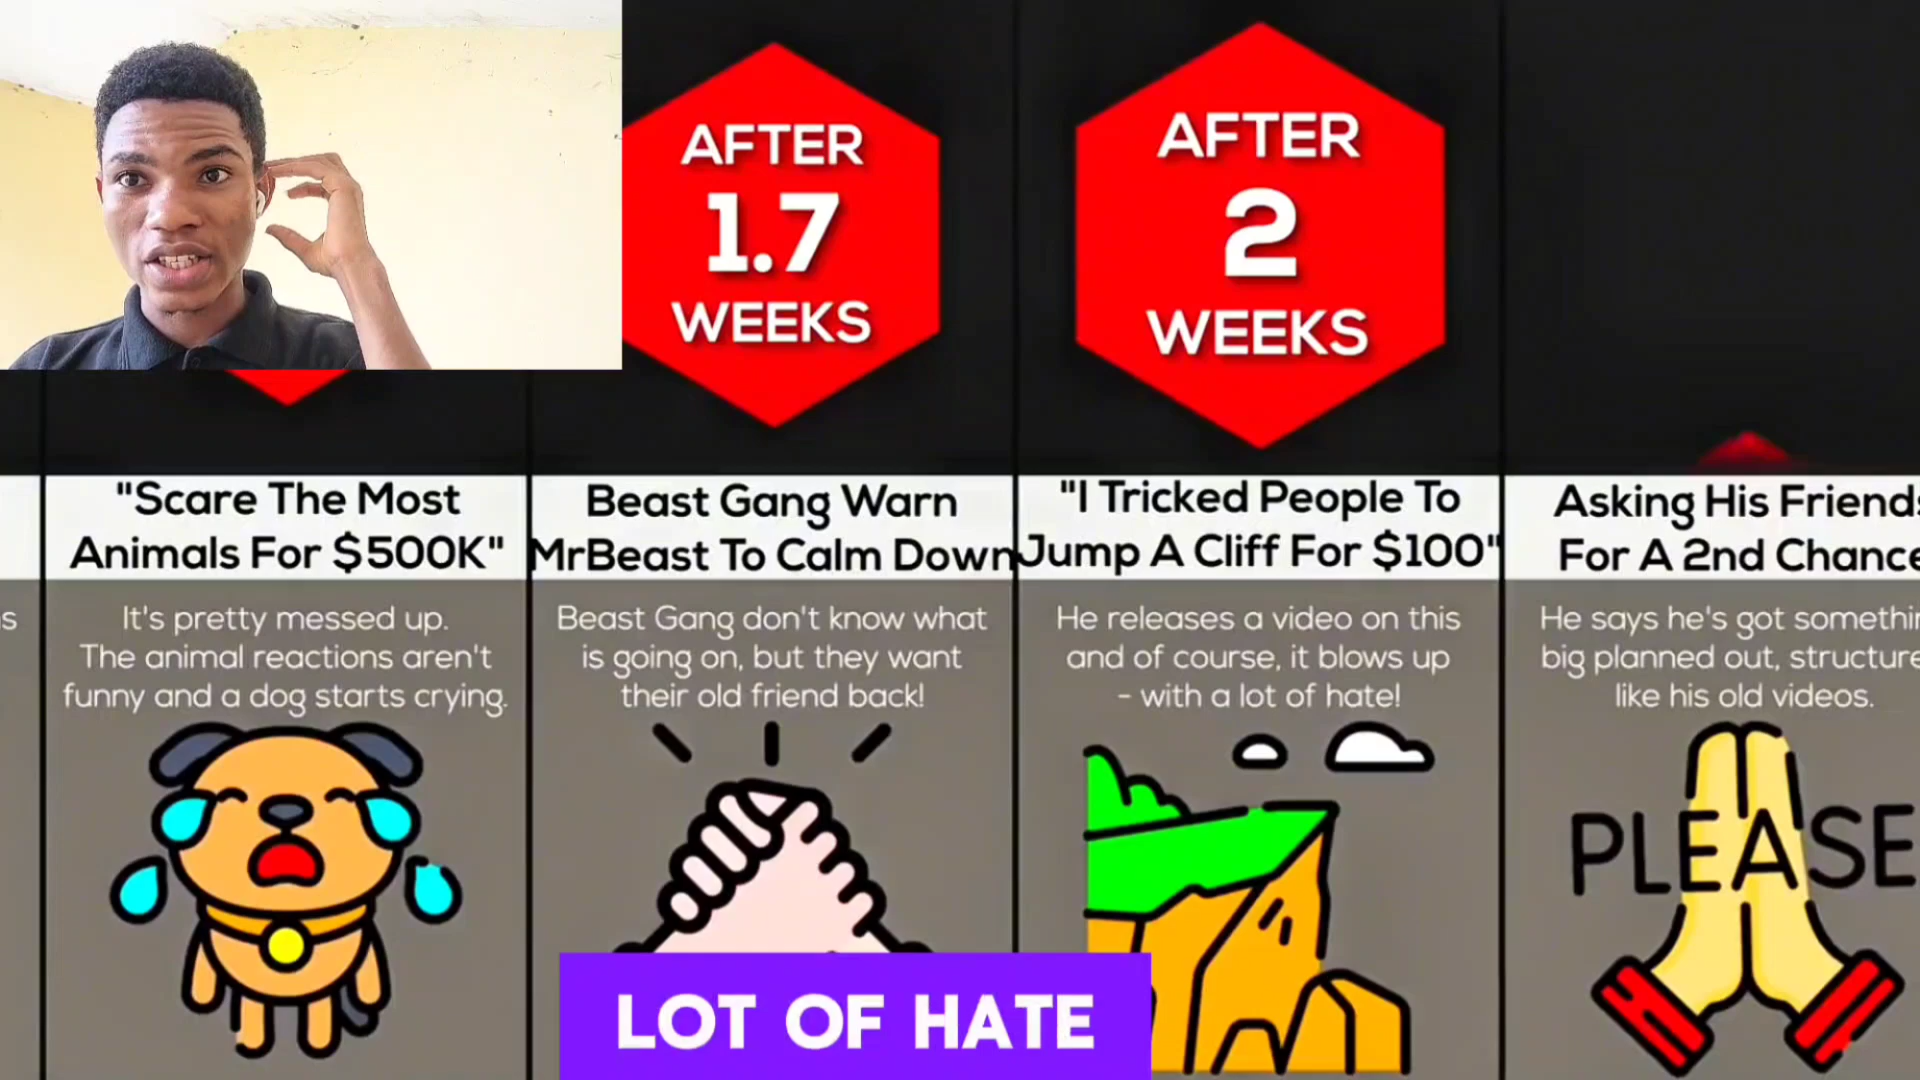 AFTER
1.7
WEEKS
AFTER
2
WEEKS
"Scare The Most
Animals For $500K"
It's pretty messed up.
The animal reactions aren't
funny and a dog starts crying.
Beast Gang Warn
MrBeast To Calm Down
Beast Gang don't know what
is going on, but they want
their old friend back!
"I Tricked People To
Jump A Cliff For $100"
He releases a video on this
and of course, it blows up
- with a lot of hate!
Asking His Friends
For A 2nd Chance
He says he's got somethin
big planned out, structure
like his old videos.
PLEASE
LOT OF HATE